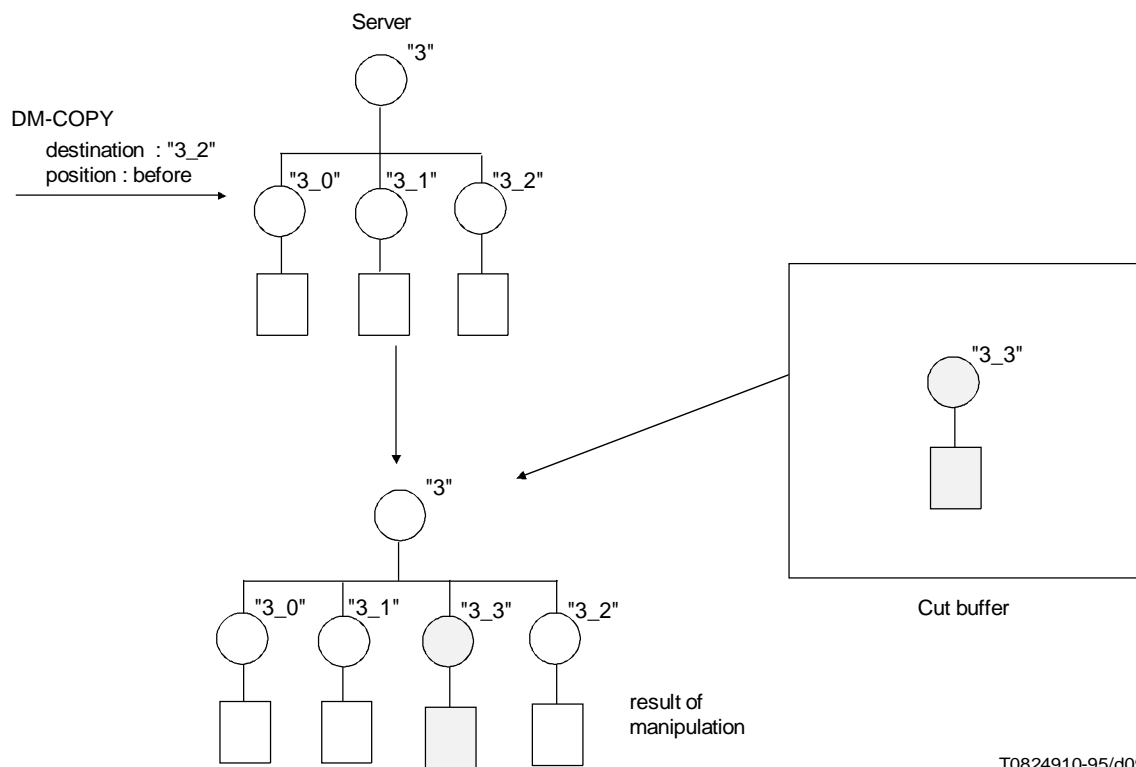 Server
"3"
DM-COPY
destination : "3_2"
position : before
"3_0"
"3_1"
"3_2"
"3_3"
"3"
"3_0"
"3_1"
"3_3"
"3_2"
Cut buffer
result of
manipulation